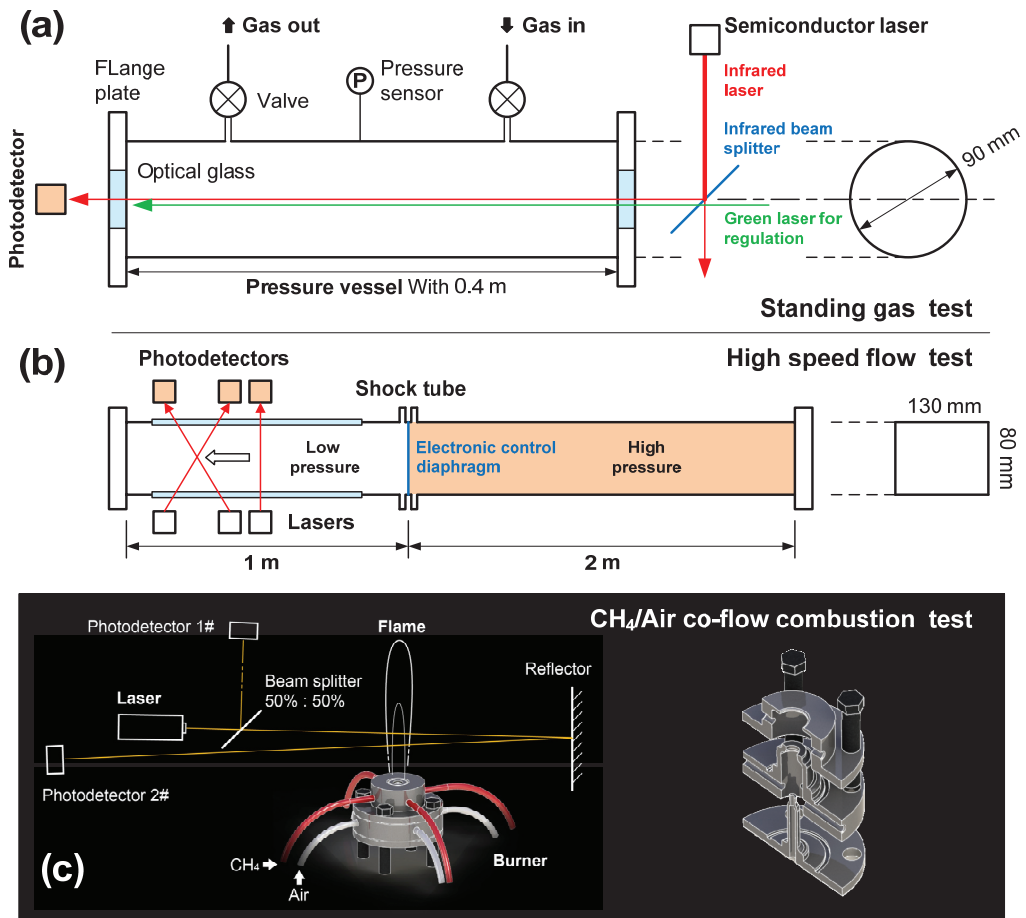 (a)
Gas out
Gas in
Semiconductor laser
FLange
plate
Valve
P
Pressure
sensor
Infrared
laser
Infrared beam
splitter
90 mm
Photodetector
Optical glass
Green laser for
regulation
Pressure vessel With 0.4 m
Standing gas test
(b)
High speed flow test
Photodetectors
Shock tube
130 mm
80 mm
Low
pressure
Electronic control
diaphragm
High
pressure
Lasers
1 m
2 m
CH₄/Air co-flow combustion test
Photodetector 1#
Flame
Reflector
Laser
Beam splitter
50% : 50%
Photodetector 2#
(c)
CH₄
Air
Burner